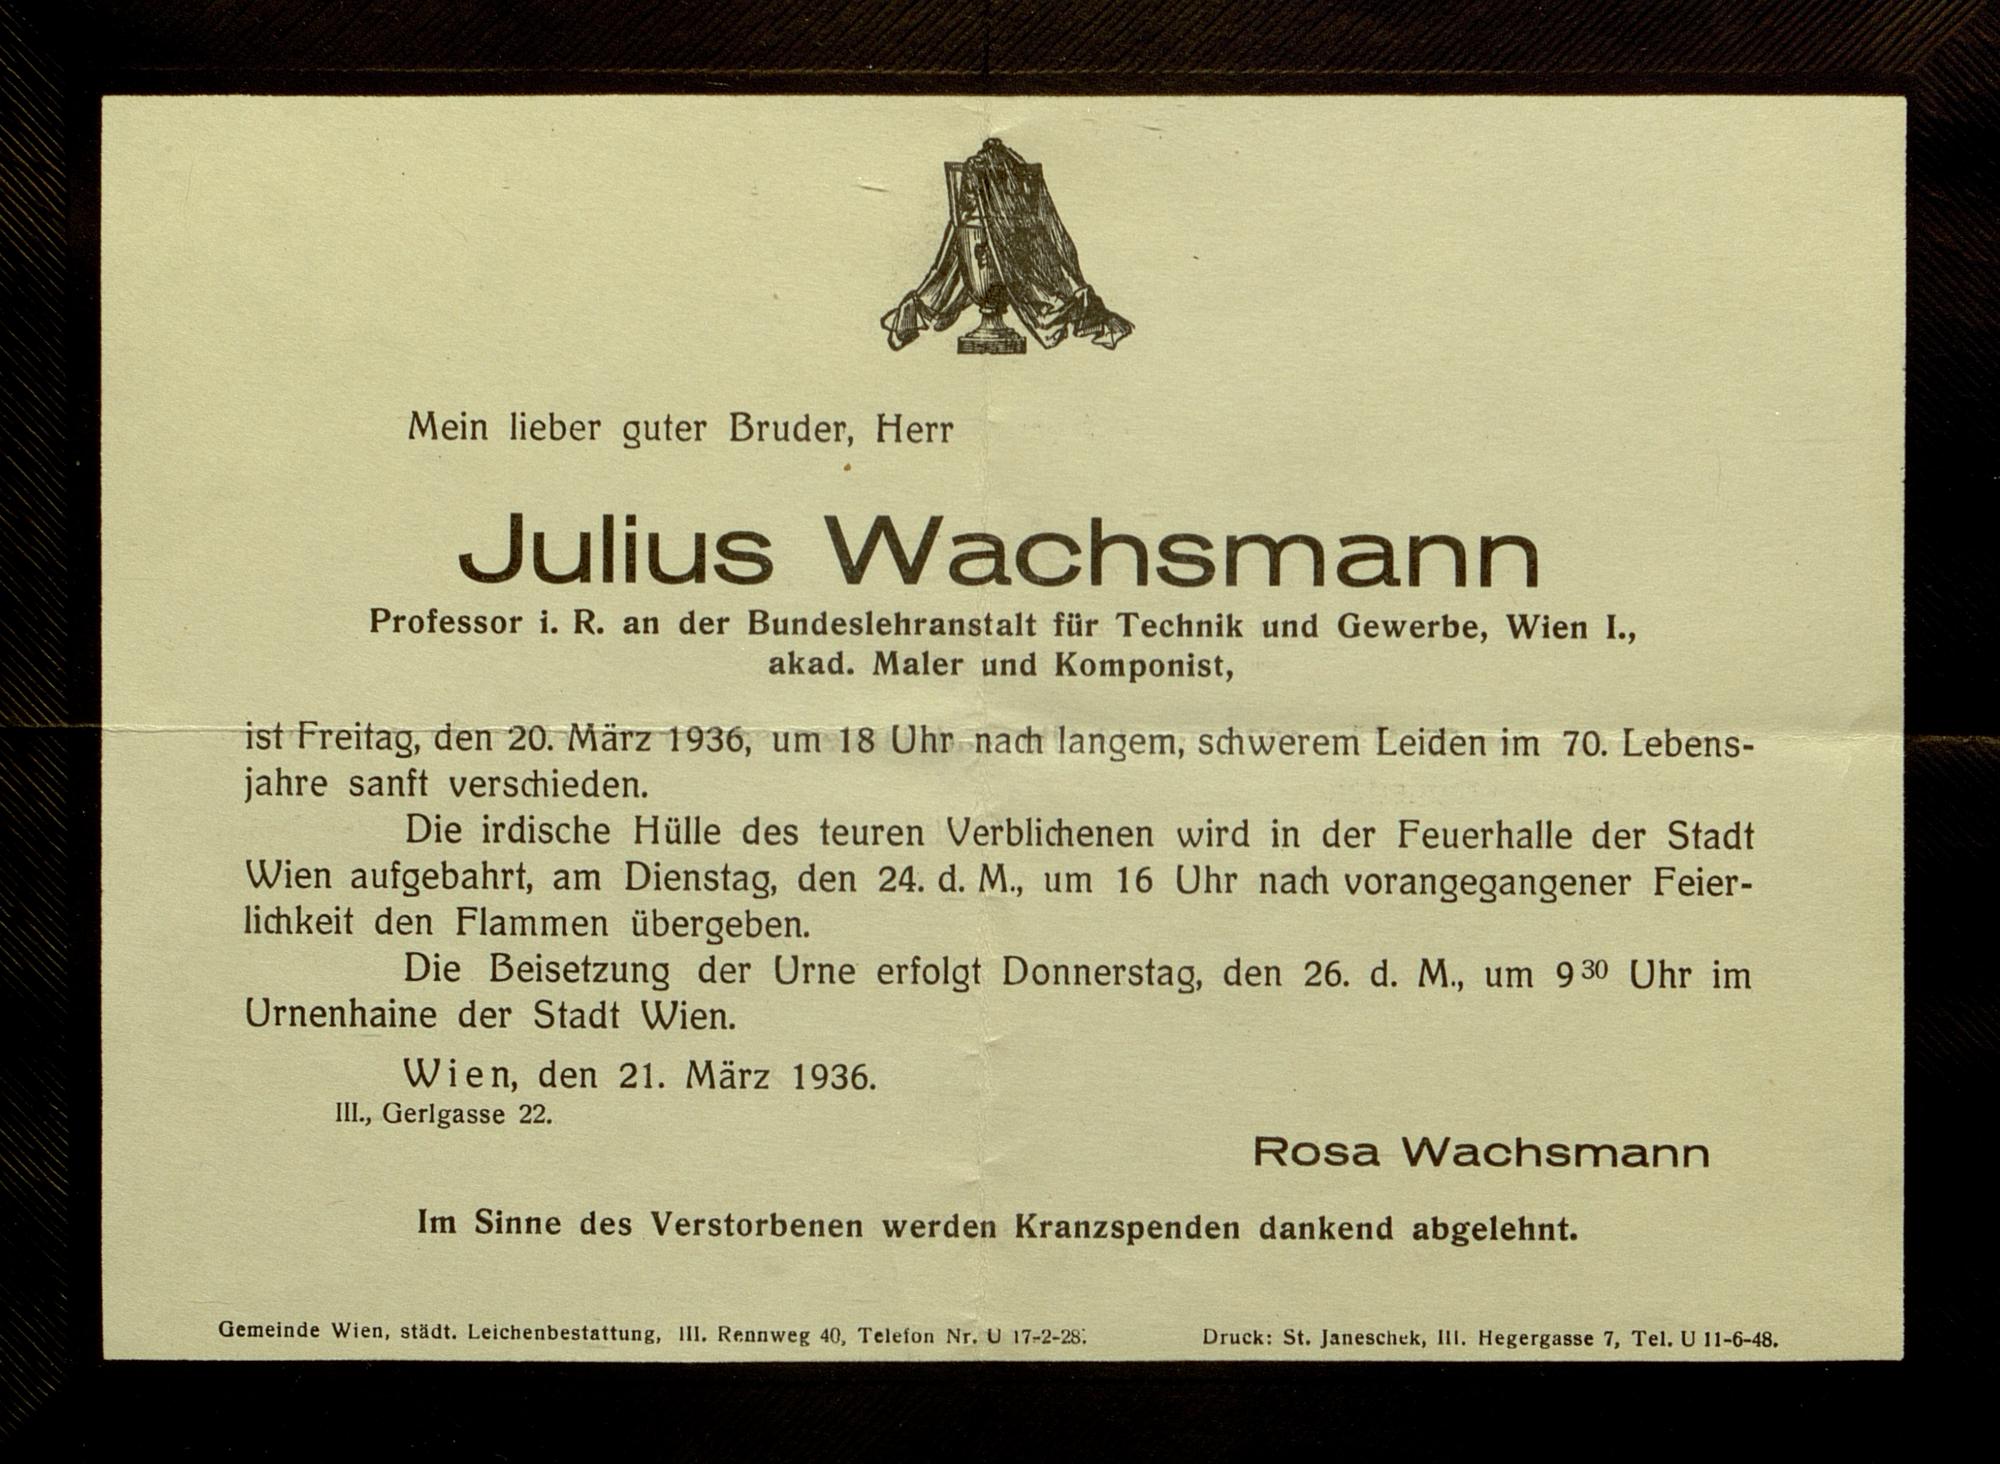 Mein lieber guter Bruder, Herr
Julius Wachsmann
Professor i. R. an der Bundeslehranstalt für Technik und Gewerbe, Wien I.,
akad. Maler und Komponist,
ist Freitag, den 20. März 1936, um 18 Uhr nach langem, schwerem Leiden im 70. Lebens-
jahre sanft verschieden.
Die irdische Hülle des teuren Verblichenen wird in der Feuerhalle der Stadt
Wien aufgebahrt, am Dienstag, den 24. d. M., um 16 Uhr nach vorangegangener Feier-
lichkeit den Flammen übergeben.
Die Beisetzung der Urne erfolgt Donnerstag, den 26. d. M., um 9 30 Uhr im
Urnenhaine der Stadt Wien.
Wien, den 21. März 1936.
III., Gerlgasse 22.
Rosa Wachsmann
Im Sinne des Verstorbenen werden Kranzspenden dankend abgelehnt.
Gemeinde Wien, städt. Leichenbestattung, III. Rennweg 40, Telefon Nr. U 17-2-28.
Druck: St. Janeschek, III. Hegergasse 7, Tel. U 11-6-48.